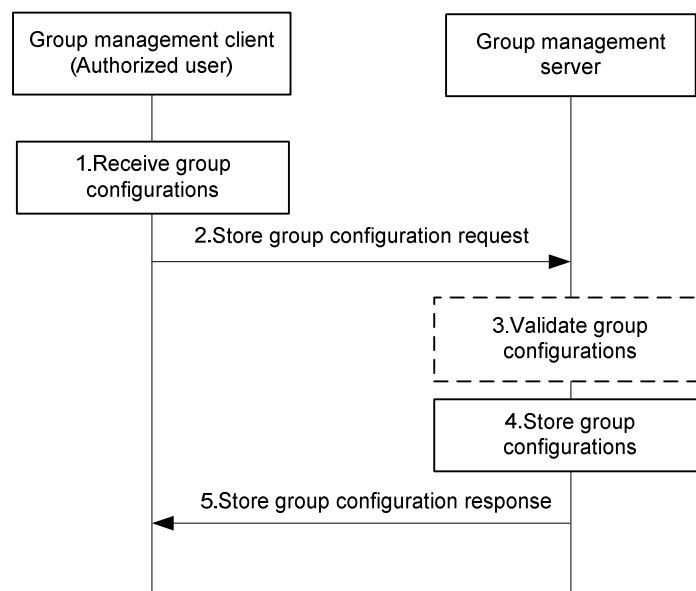 Group management client
(Authorized user)
Group management
server
1.Receive group
configurations
2.Store group configuration request
3.Validate group
configurations
4.Store group
configurations
5.Store group configuration response